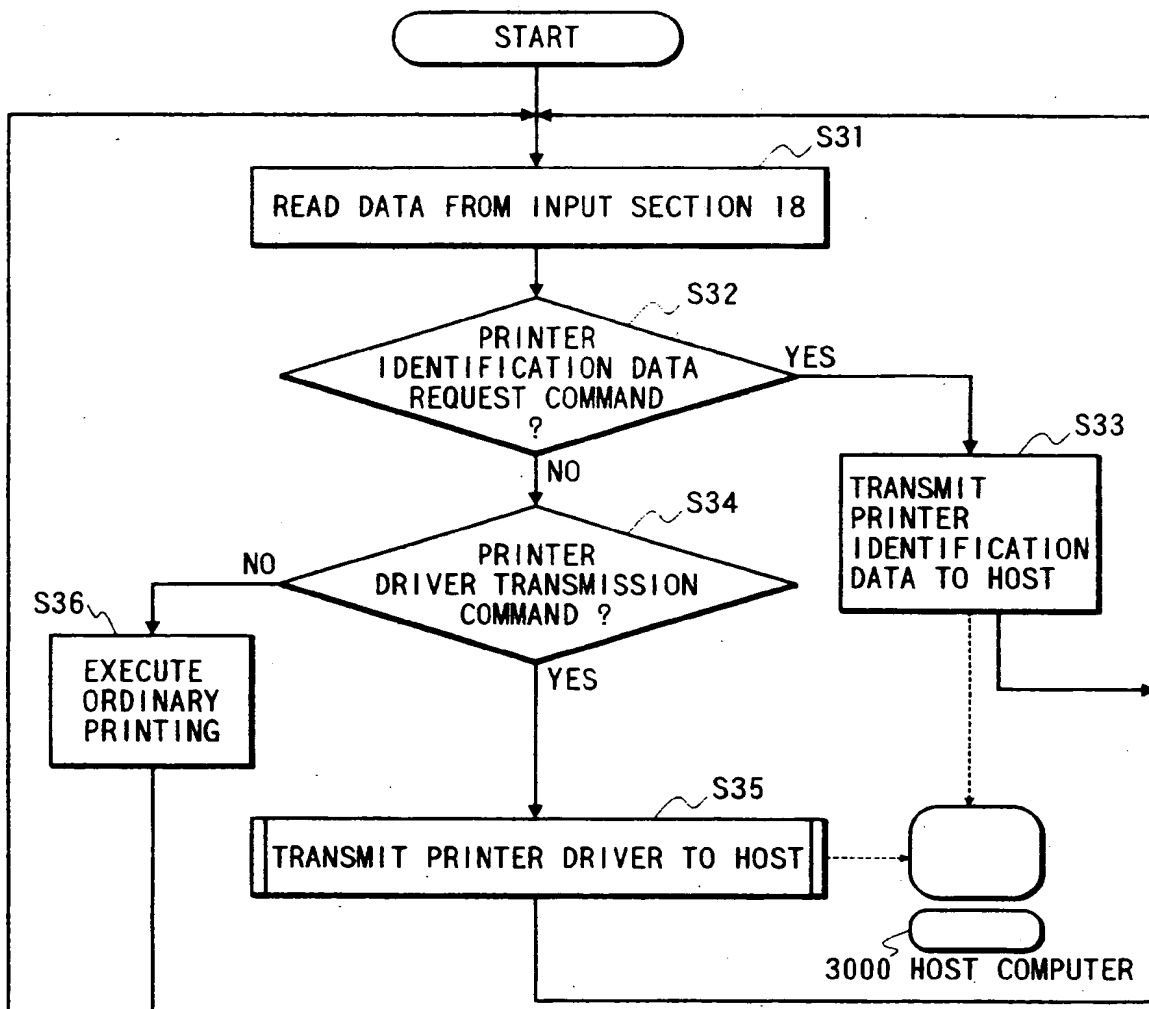 START
S31
READ DATA FROM INPUT SECTION 18
S32
PRINTER
IDENTIFICATION DATA
REQUEST COMMAND
?
YES
NO
S33
TRANSMIT
PRINTER
IDENTIFICATION
DATA TO HOST
S34
PRINTER
DRIVER TRANSMISSION
COMMAND ?
NO
YES
S36
EXECUTE
ORDINARY
PRINTING
S35
TRANSMIT PRINTER DRIVER TO HOST
3000 HOST COMPUTER